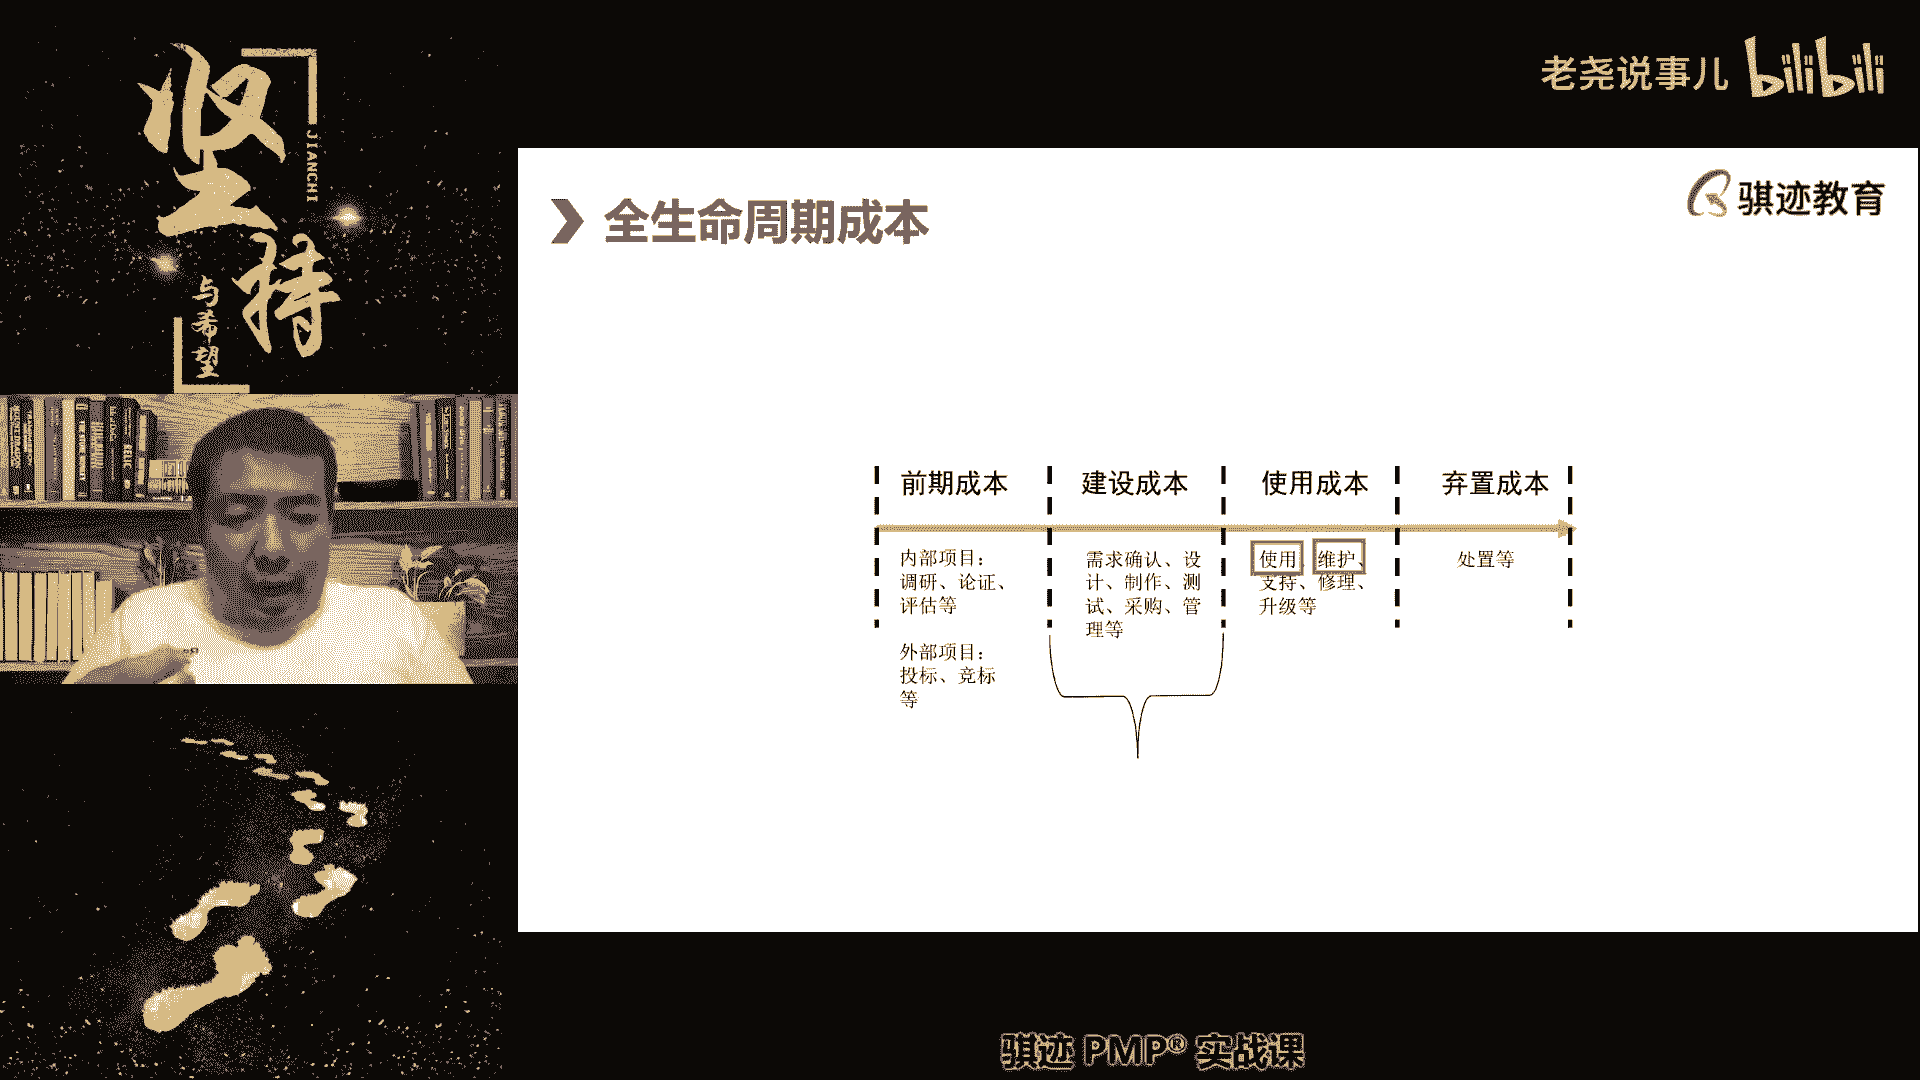 坚持
JIANCHI
与希望
老尧说事儿 bilibili
骐迹教育
全生命周期成本
前期成本
建设成本
使用成本
弃置成本
内部项目：
调研、论证、
评估等
外部项目：
投标、竞标
等
需求确认、设
计、制作、测
试、采购、管
理等
使用、维护、
支持、修理、
升级等
处置等
骐迹 PMP® 实战课